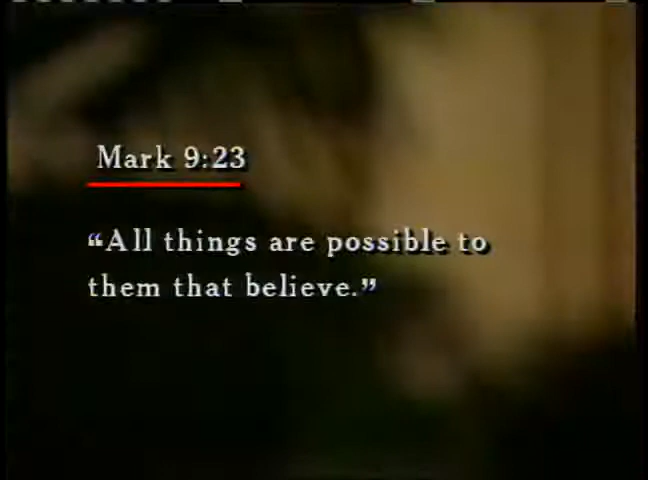 Mark 9:23
“All things are possible to
them that believe.”